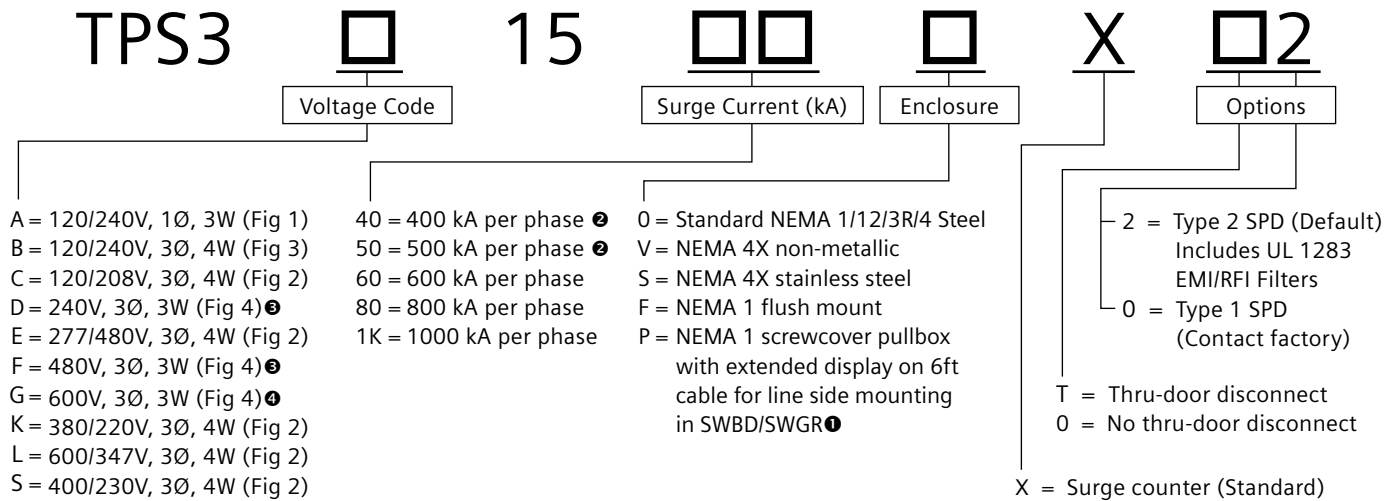 TPS3 □ 15 □□ □ X □2
Voltage Code
Surge Current (kA)
Enclosure
Options
A = 120/240V, 1Ø, 3W (Fig 1)
B = 120/240V, 3Ø, 4W (Fig 3)
C = 120/208V, 3Ø, 4W (Fig 2)
D = 240V, 3Ø, 3W (Fig 4)❸
E = 277/480V, 3Ø, 4W (Fig 2)
F = 480V, 3Ø, 3W (Fig 4)❸
G = 600V, 3Ø, 3W (Fig 4)❹
K = 380/220V, 3Ø, 4W (Fig 2)
L = 600/347V, 3Ø, 4W (Fig 2)
S = 400/230V, 3Ø, 4W (Fig 2)
40 = 400 kA per phase ❷
50 = 500 kA per phase ❷
60 = 600 kA per phase
80 = 800 kA per phase
1K = 1000 kA per phase
0 = Standard NEMA 1/12/3R/4 Steel
V = NEMA 4X non-metallic
S = NEMA 4X stainless steel
F = NEMA 1 flush mount
P = NEMA 1 screwcover pullbox
with extended display on 6ft
cable for line side mounting
in SWBD/SWGR❶
2 = Type 2 SPD (Default)
Includes UL 1283
EMI/RFI Filters
0 = Type 1 SPD
(Contact factory)
T = Thru-door disconnect
0 = No thru-door disconnect
X = Surge counter (Standard)